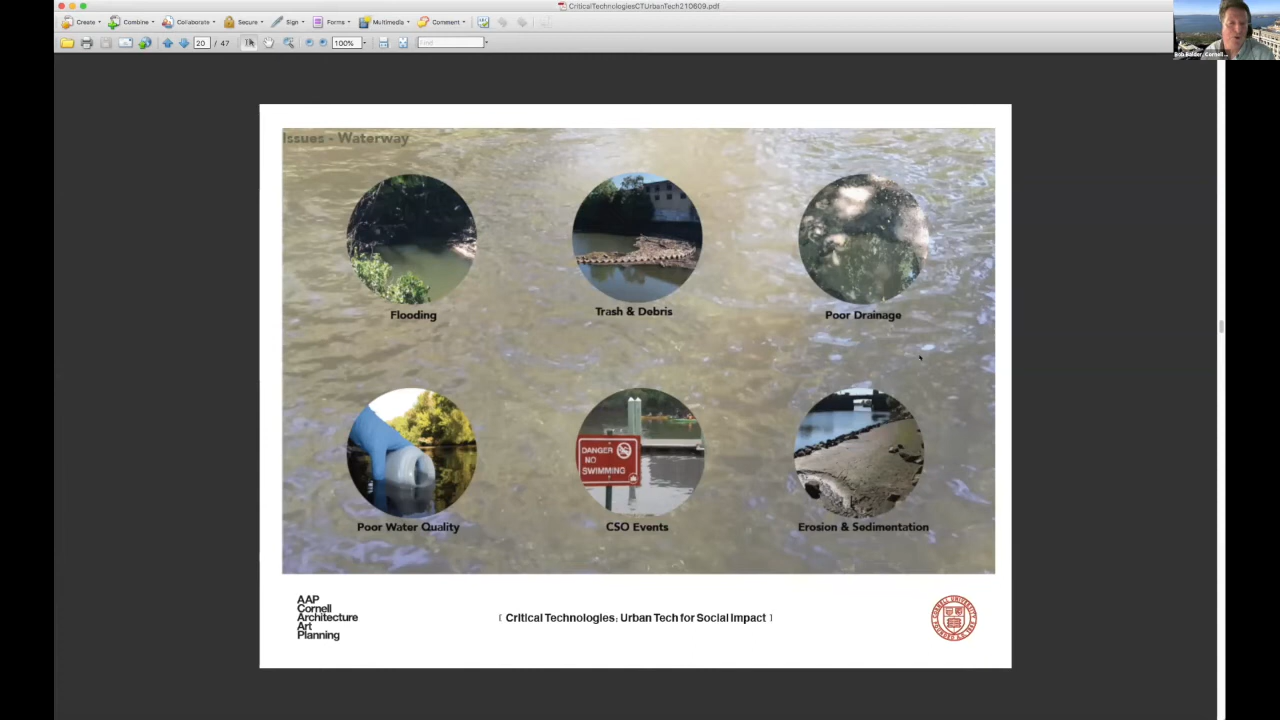 CriticalTechnologiesCTUrbanTech210609.pdf
Create
Combine
Collaborate
Secure
Sign
Forms
Multimedia
Comment
20 / 47
100%
Find
Issues - Waterway
Flooding
Trash & Debris
Poor Drainage
DANGER
NO
SWIMMING
Poor Water Quality
CSO Events
Erosion & Sedimentation
AAP
Cornell
Architecture
Art
Planning
[ Critical Technologies: Urban Tech for Social Impact ]